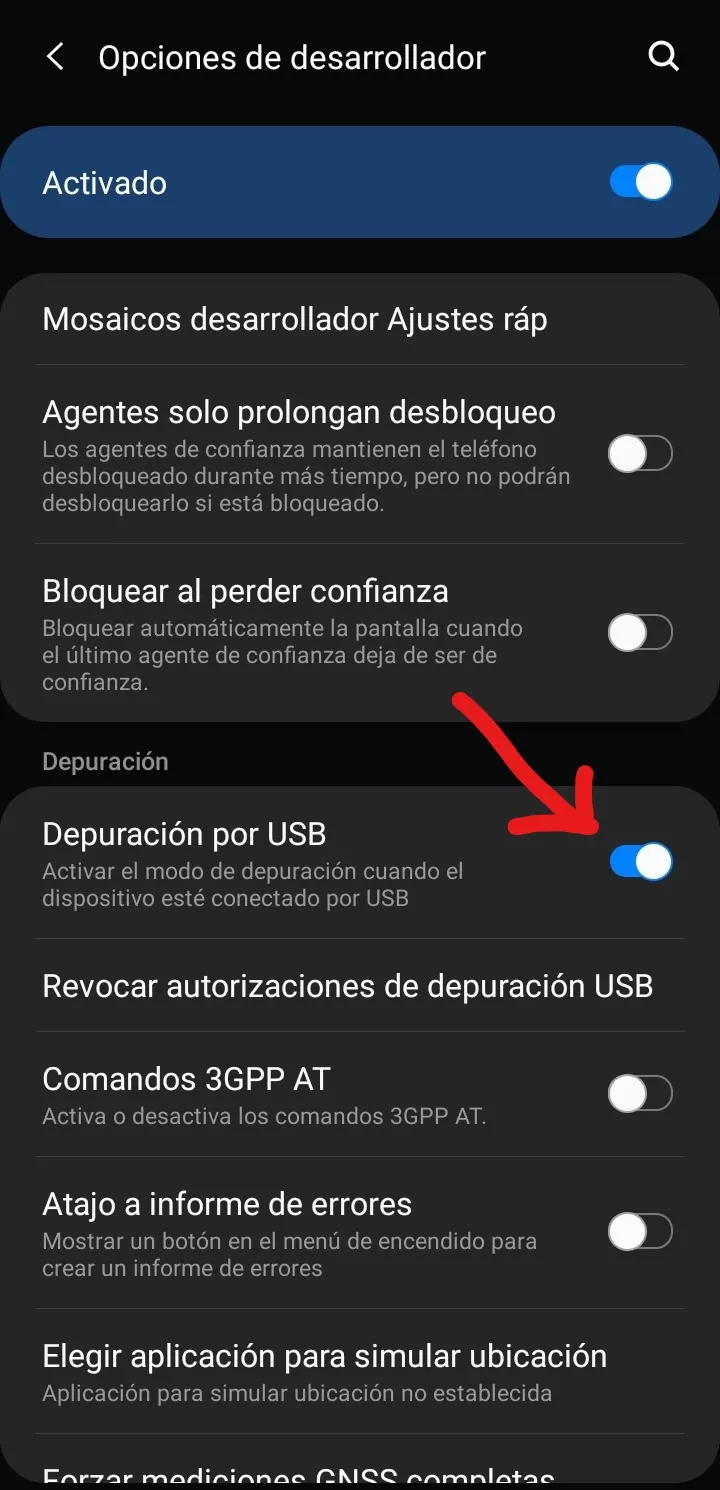 Opciones de desarrollador
Activado
Mosaicos desarrollador Ajustes ráp
Agentes solo prolongan desbloqueo
Los agentes de confianza mantienen el teléfono
desbloqueado durante más tiempo, pero no podrán
desbloquearlo si está bloqueado.
Bloquear al perder confianza
Bloquear automáticamente la pantalla cuando
el último agente de confianza deja de ser de
confianza.
Depuración
Depuración por USB
Activar el modo de depuración cuando el
dispositivo esté conectado por USB
Revocar autorizaciones de depuración USB
Comandos 3GPP AT
Activa o desactiva los comandos 3GPP AT.
Atajo a informe de errores
Mostrar un botón en el menú de encendido para
crear un informe de errores
Elegir aplicación para simular ubicación
Aplicación para simular ubicación no establecida
Forzar mediciones GNSS completas